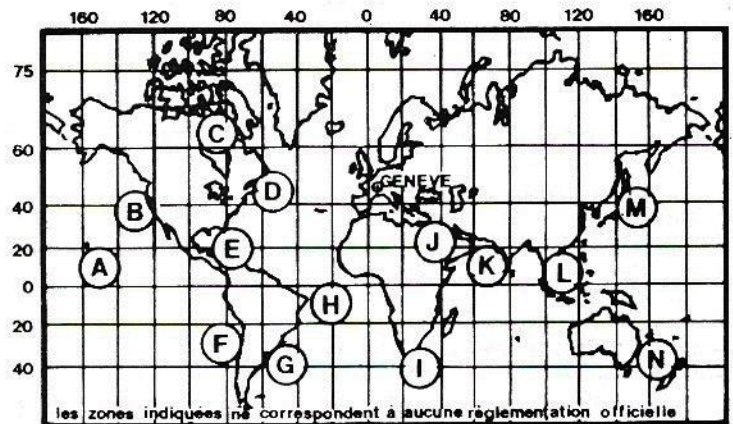 160 120 80 40 0 40 80 120 160
75
60
40
20
0
20
40
C
D
B
E
A
H
F
G
GENEVE
J
K
L
M
I
N
les zones indiquées ne correspondent à aucune règlementation officielle